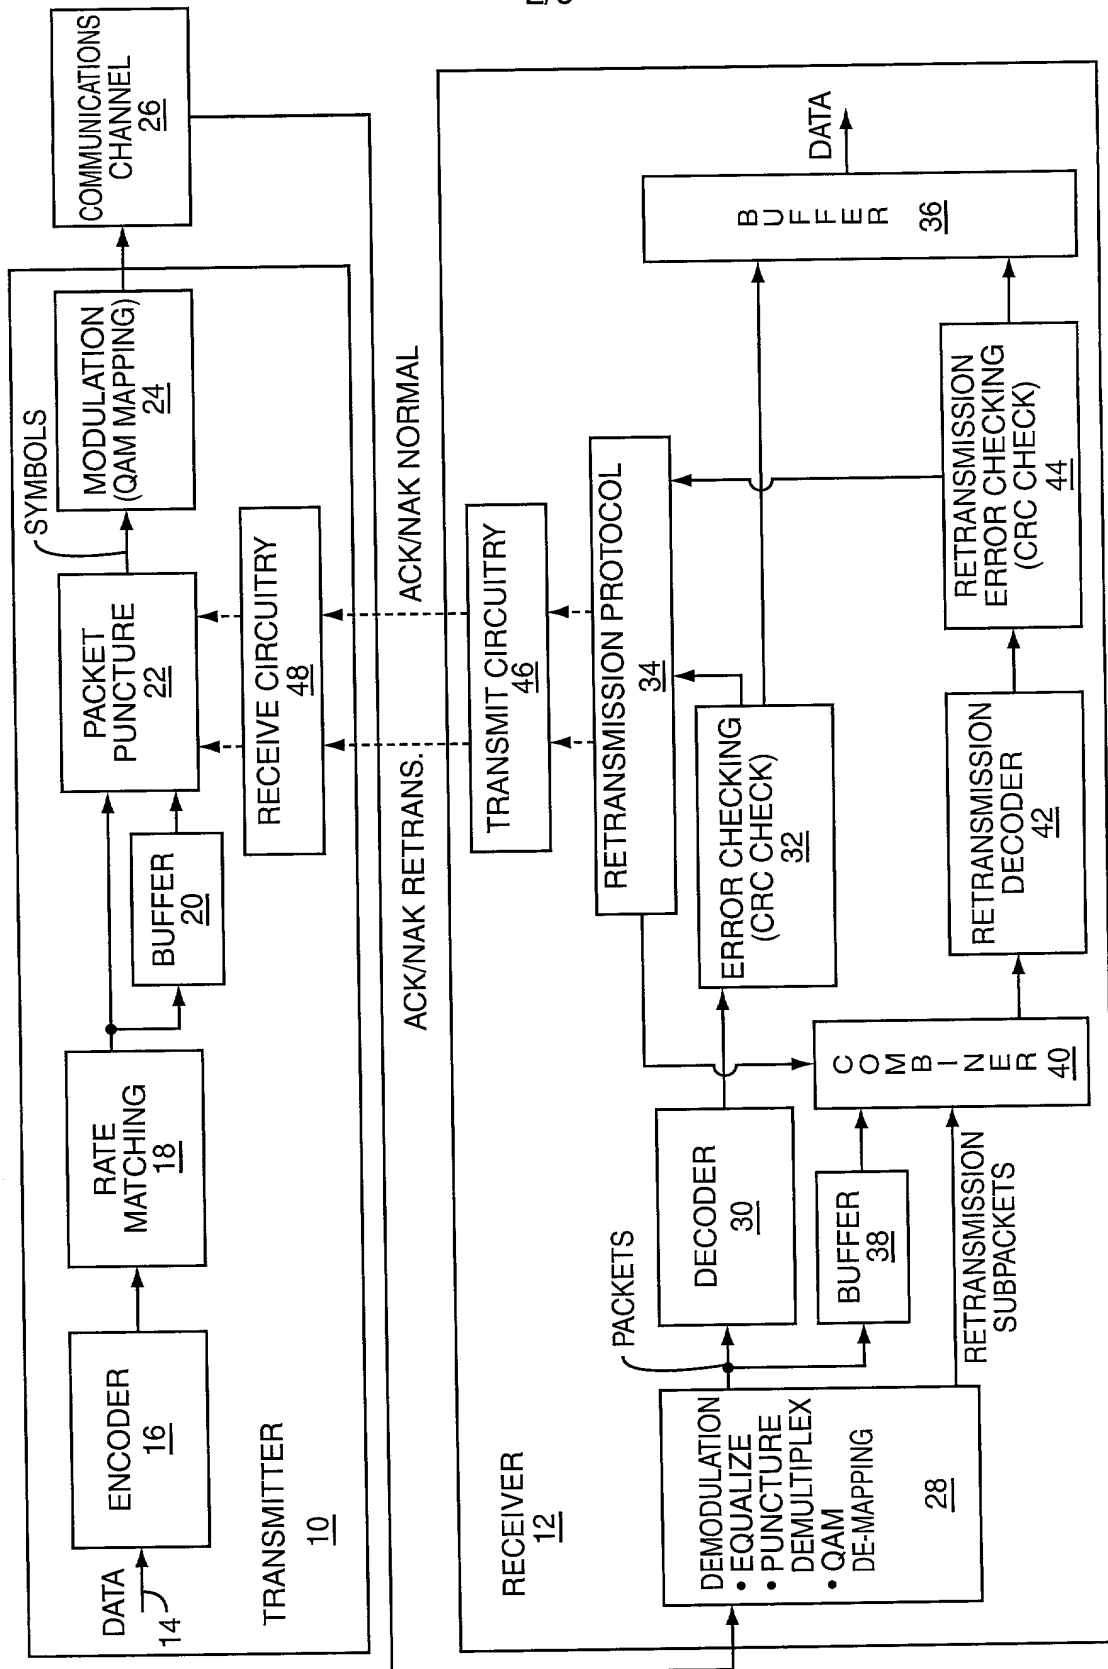 DATA
14
ENCODER
16
RATE
MATCHING
18
BUFFER
20
PACKET
PUNCTURE
22
SYMBOLS
MODULATION
(QAM MAPPING)
24
COMMUNICATIONS
CHANNEL
26
RECEIVE CIRCUITRY
48
TRANSMITTER
10
ACK/NAK RETRANS.
ACK/NAK NORMAL
RECEIVER
12
TRANSMIT CIRCUITRY
46
RETRANSMISSION PROTOCOL
34
DEMODULATION
• EQUALIZE
• PUNCTURE
DEMULTIPLEX
• QAM
DE-MAPPING
28
PACKETS
DECODER
30
ERROR CHECKING
(CRC CHECK)
32
BUFFER
38
RETRANSMISSION
SUBPACKETS
COMBINER
40
RETRANSMISSION
DECODER
42
RETRANSMISSION
ERROR CHECKING
(CRC CHECK)
44
BUFFER
36
DATA